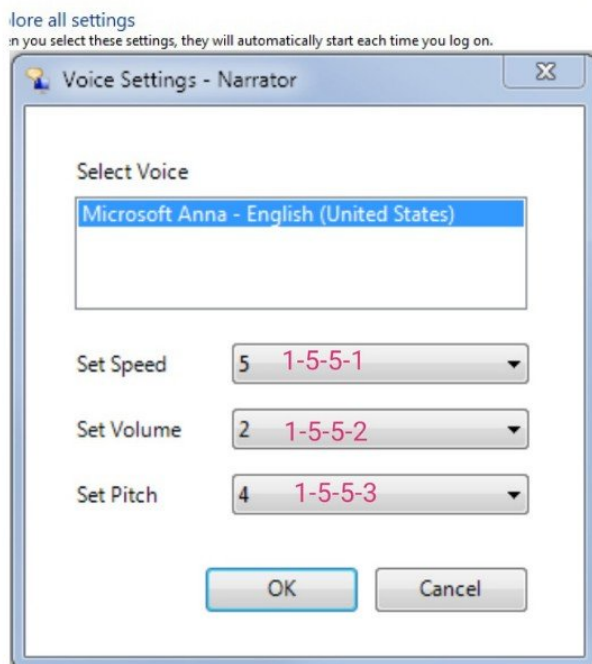 lore all settings
n you select these settings, they will automatically start each time you log on.
Voice Settings - Narrator
Select Voice
Microsoft Anna - English (United States)
Set Speed 5 1-5-5-1
Set Volume 2 1-5-5-2
Set Pitch 4 1-5-5-3
OK Cancel